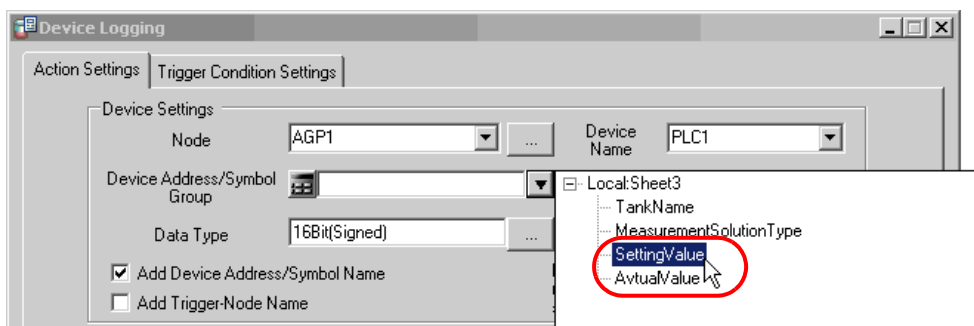 Device Logging
Action Settings Trigger Condition Settings
Device Settings
Node AGP1 ... Device Name PLC1
Device Address/Symbol Group
Local:Sheet3
TankName
MeasurementSolutionType
SettingValue
AvtualValue
Data Type 16Bit(Signed) ...
Add Device Address/Symbol Name
Add Trigger-Node Name